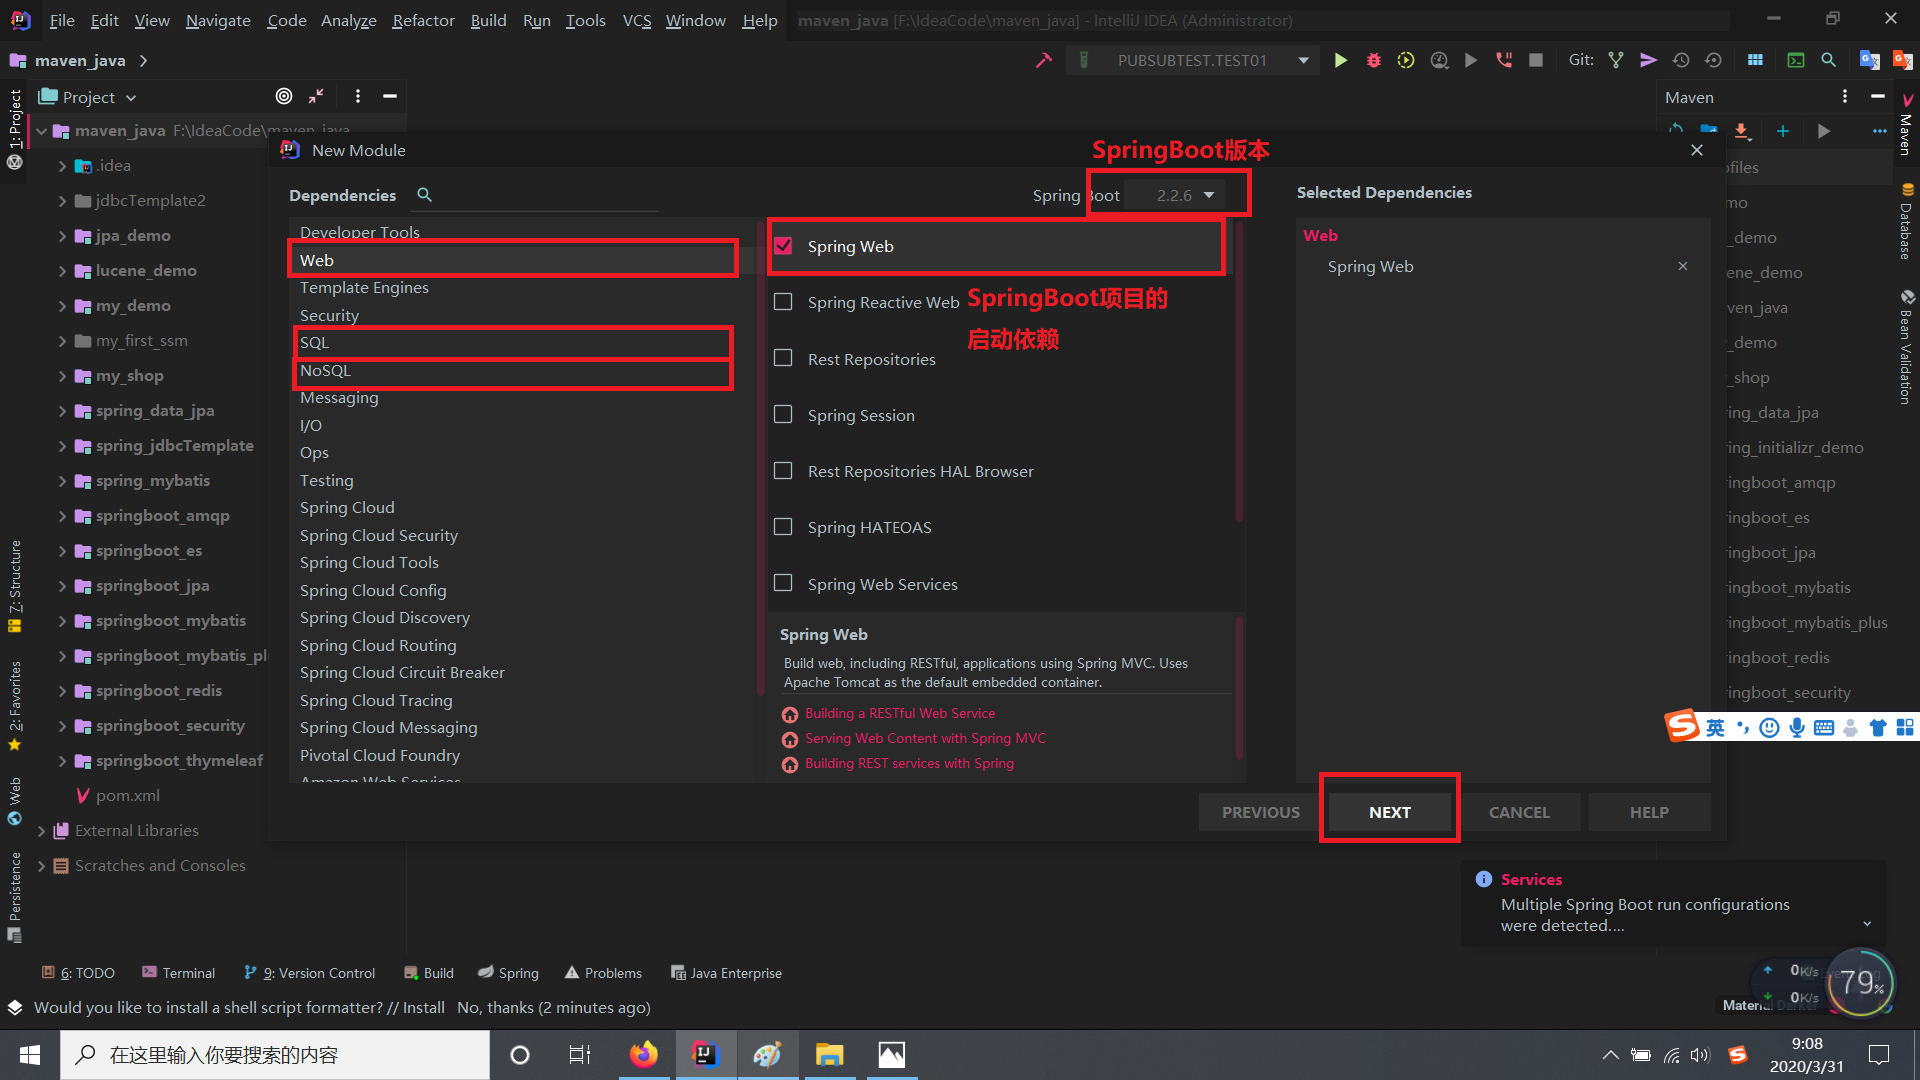 File Edit View Navigate Code Analyze Refactor Build Run Tools VCS Window Help maven_java [F:\IdeaCode\maven_java] - IntelliJ IDEA (Administrator)
maven_java
PUBSUBTEST.TEST01
Git:
Project
Maven
1: Project
7: Structure
2: Favorites
Web
Persistence
maven_java F:\IdeaCode\maven_java
.idea
jdbcTemplate2
jpa_demo
lucene_demo
my_demo
my_first_ssm
my_shop
spring_data_jpa
spring_jdbcTemplate
spring_mybatis
springboot_amqp
springboot_es
springboot_jpa
springboot_mybatis
springboot_mybatis_pl
springboot_redis
springboot_security
springboot_thymeleaf
pom.xml
External Libraries
Scratches and Consoles
New Module
SpringBoot版本
Dependencies
Spring Boot 2.2.6
Developer Tools
Web
Template Engines
Security
SQL
NoSQL
Messaging
I/O
Ops
Testing
Spring Cloud
Spring Cloud Security
Spring Cloud Tools
Spring Cloud Config
Spring Cloud Discovery
Spring Cloud Routing
Spring Cloud Circuit Breaker
Spring Cloud Tracing
Spring Cloud Messaging
Pivotal Cloud Foundry
Amazon Web Services
Spring Web
Spring Reactive Web
SpringBoot项目的
启动依赖
Rest Repositories
Spring Session
Rest Repositories HAL Browser
Spring HATEOAS
Spring Web Services
Spring Web
Build web, including RESTful, applications using Spring MVC. Uses
Apache Tomcat as the default embedded container.
Building a RESTful Web Service
Serving Web Content with Spring MVC
Building REST services with Spring
Selected Dependencies
Web
Spring Web
PREVIOUS NEXT CANCEL HELP
ofiles
mo
_demo
ene_demo
ven_java
_demo
_shop
ing_data_jpa
ing_initializr_demo
ingboot_amqp
ingboot_es
ingboot_jpa
ingboot_mybatis
ingboot_mybatis_plus
ingboot_redis
ingboot_security
Maven
Database
Bean Validation
英
Services
Multiple Spring Boot run configurations
were detected....
0K/s
0K/s
79%
6: TODO Terminal 9: Version Control Build Spring Problems Java Enterprise
Would you like to install a shell script formatter? // Install No, thanks (2 minutes ago)
在这里输入你要搜索的内容
9:08
2020/3/31